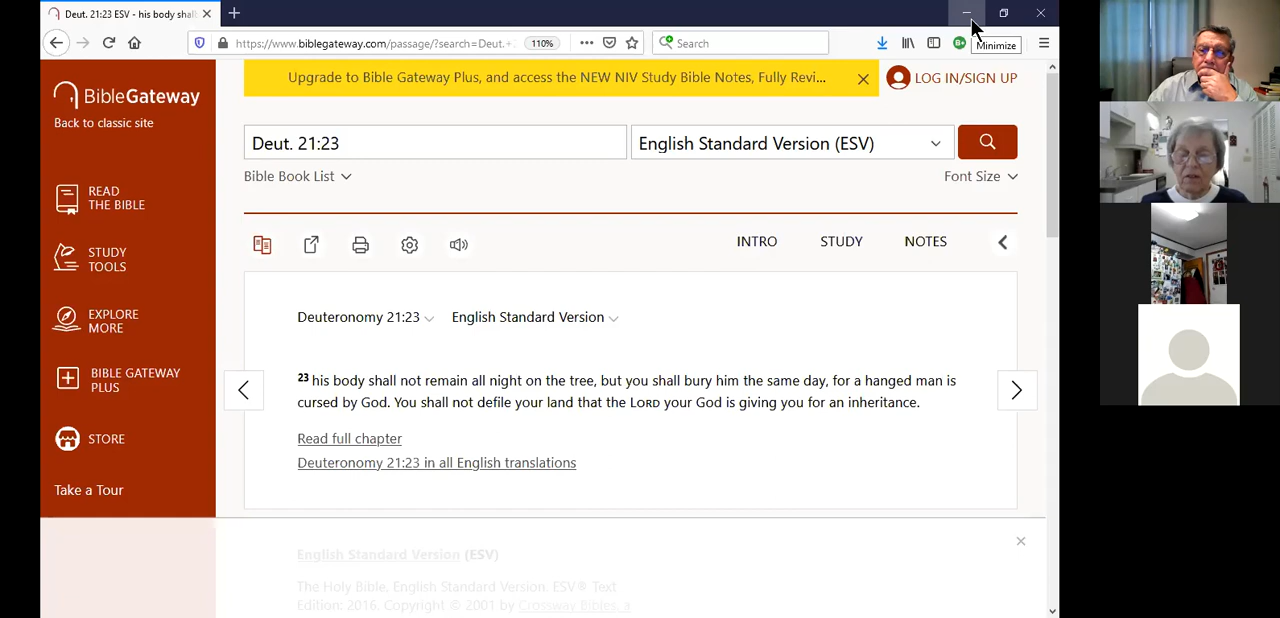 Deut. 21:23 ESV - his body shal
https://www.biblegateway.com/passage/?search=Deut.+
110%
Search
Minimize
BibleGateway
Back to classic site
READ
THE BIBLE
STUDY
TOOLS
EXPLORE
MORE
BIBLE GATEWAY
PLUS
STORE
Take a Tour
Upgrade to Bible Gateway Plus, and access the NEW NIV Study Bible Notes, Fully Revi...
LOG IN/SIGN UP
Deut. 21:23
English Standard Version (ESV)
Bible Book List
Font Size
INTRO STUDY NOTES
Deuteronomy 21:23 English Standard Version
23 his body shall not remain all night on the tree, but you shall bury him the same day, for a hanged man is
cursed by God. You shall not defile your land that the LORD your God is giving you for an inheritance.
Read full chapter
Deuteronomy 21:23 in all English translations
English Standard Version (ESV)
The Holy Bible, English Standard Version. ESV® Text
Edition: 2016. Copyright © 2001 by Crossway Bibles, a